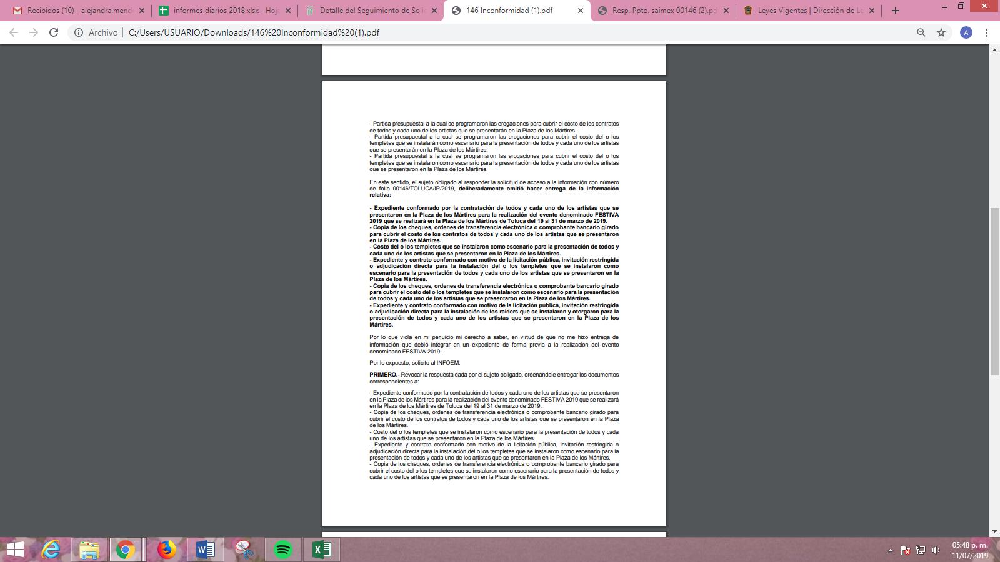 Recibidos (10) - alejandra.mend
informes diarios 2018.xlsx - Hoja
Detalle del Seguimiento de Solic
146 Inconformidad (1).pdf
Resp. Ppto. saimex 00146 (2).pd
Leyes Vigentes | Dirección de Le
Archivo
C:/Users/USUARIO/Downloads/146%20Inconformidad%20(1).pdf
A
- Partida presupuestal a la cual se programaron las erogaciones para cubrir el costo de los contratos
de todos y cada uno de los artistas que se presentarán en la Plaza de los Mártires.
- Partida presupuestal a la cual se programaron las erogaciones para cubrir el costo del o los
templetes que se instalarán como escenario para la presentación de todos y cada uno de los artistas
que se presentarán en la Plaza de los Mártires.
- Partida presupuestal a la cual se programaron las erogaciones para cubrir el costo del o los
templetes que se instalaron como escenario para la presentación de todos y cada uno de los artistas
que se presentaron en la Plaza de los Mártires.
En este sentido, el sujeto obligado al responder la solicitud de acceso a la información con número
de folio 00146/TOLUCA/IP/2019, deliberadamente omitió hacer entrega de la información
relativa:
- Expediente conformado por la contratación de todos y cada uno de los artistas que se
presentaron en la Plaza de los Mártires para la realización del evento denominado FESTIVA
2019 que se realizará en la Plaza de los Mártires de Toluca del 19 al 31 de marzo de 2019.
- Copia de los cheques, ordenes de transferencia electrónica o comprobante bancario girado
para cubrir el costo de los contratos de todos y cada uno de los artistas que se presentaron
en la Plaza de los Mártires.
- Costo del o los templetes que se instalaron como escenario para la presentación de todos y
cada uno de los artistas que se presentaron en la Plaza de los Mártires.
- Expediente y contrato conformado con motivo de la licitación pública, invitación restringida
o adjudicación directa para la instalación del o los templetes que se instalaron como
escenario para la presentación de todos y cada uno de los artistas que se presentaron en la
Plaza de los Mártires.
- Copia de los cheques, ordenes de transferencia electrónica o comprobante bancario girado
para cubrir el costo del o los templetes que se instalaron como escenario para la presentación
de todos y cada uno de los artistas que se presentaron en la Plaza de los Mártires.
- Expediente y contrato conformado con motivo de la licitación pública, invitación restringida
o adjudicación directa para la instalación de los raiders que se instalaron y otorgaron para la
presentación de todos y cada uno de los artistas que se presentaron en la Plaza de los
Mártires.
Por lo que viola en mi perjuicio mi derecho a saber, en virtud de que no me hizo entrega de
información que debió integrar en un expediente de forma previa a la realización del evento
denominado FESTIVA 2019.
Por lo expuesto, solicito al INFOEM:
PRIMERO.- Revocar la respuesta dada por el sujeto obligado, ordenándole entregar los documentos
correspondientes a:
- Expediente conformado por la contratación de todos y cada uno de los artistas que se presentaron
en la Plaza de los Mártires para la realización del evento denominado FESTIVA 2019 que se realizará
en la Plaza de los Mártires de Toluca del 19 al 31 de marzo de 2019.
- Copia de los cheques, ordenes de transferencia electrónica o comprobante bancario girado para
cubrir el costo de los contratos de todos y cada uno de los artistas que se presentaron en la Plaza
de los Mártires.
- Costo del o los templetes que se instalaron como escenario para la presentación de todos y cada
uno de los artistas que se presentaron en la Plaza de los Mártires.
- Expediente y contrato conformado con motivo de la licitación pública, invitación restringida o
adjudicación directa para la instalación del o los templetes que se instalaron como escenario para la
presentación de todos y cada uno de los artistas que se presentaron en la Plaza de los Mártires.
- Copia de los cheques, ordenes de transferencia electrónica o comprobante bancario girado para
cubrir el costo del o los templetes que se instalaron como escenario para la presentación de todos y
cada uno de los artistas que se presentaron en la Plaza de los Mártires.
05:48 p. m.
11/07/2019